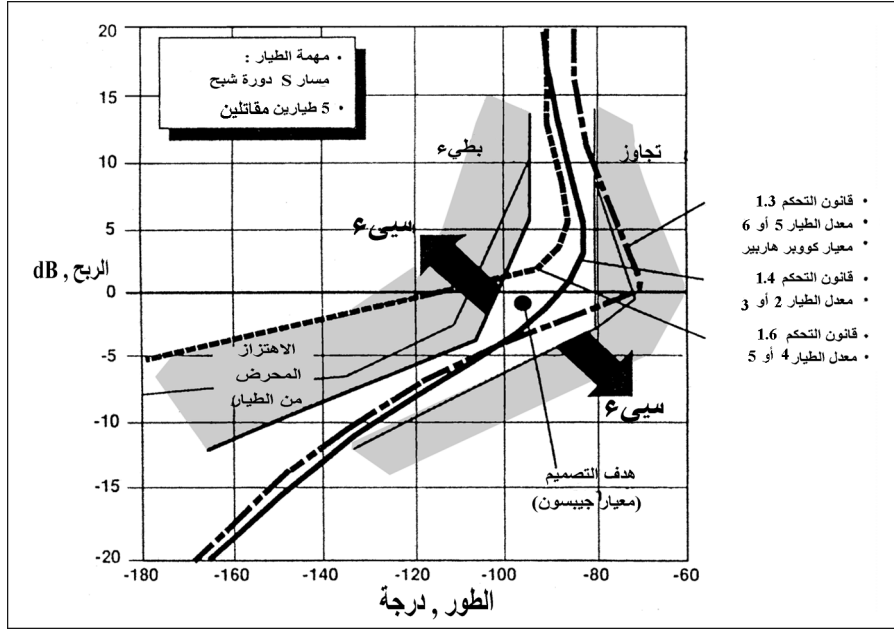 • مهمة الطيار :
مسار S دورة شبح
• 5 طيارين مقاتلين
بطيء
تجاوز
سيىء
الربح , dB
20
15
10
5
0
-5
-10
-15
-20
• قانون التحكم 1.3
• معدل الطيار 5 أو 6
• معيار كووبر هاربير
• قانون التحكم 1.4
• معدل الطيار 2 أو 3
• قانون التحكم 1.6
• معدل الطيار 4 أو 5
الاهتزاز
المحرض
من الطيار
سيىء
هدف التصميم
(معيار جيبسون)
-180 -160 -140 -120 -100 -80 -60
الطور , درجة